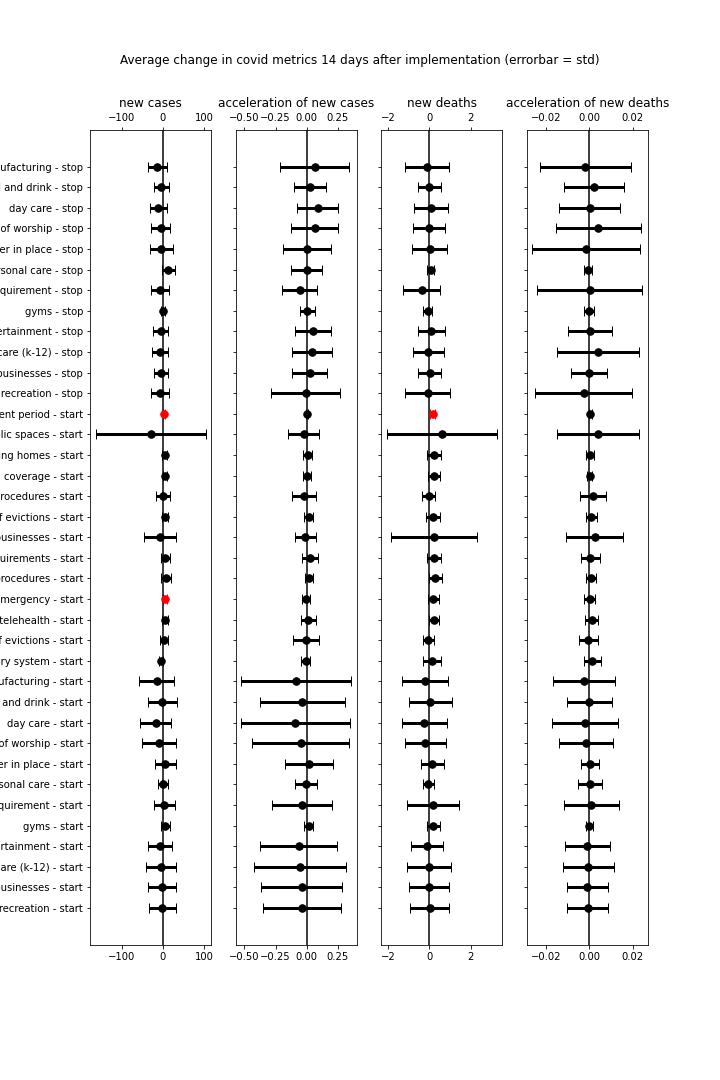 Average change in covid metrics 14 days after implementation (errorbar = std)
new cases
acceleration of new cases
new deaths
acceleration of new deaths
−100 0 100
−0.50 −0.25 0.00 0.25
−2 0 2
−0.02 0.00 0.02
ufacturing - stop
and drink - stop
day care - stop
of worship - stop
er in place - stop
rsonal care - stop
quirement - stop
gyms - stop
ertainment - stop
care (k-12) - stop
businesses - stop
recreation - stop
ent period - start
lic spaces - start
ing homes - start
coverage - start
rocedures - start
f evictions - start
usinesses - start
uirements - start
rocedures - start
mergency - start
telehealth - start
f evictions - start
ry system - start
ufacturing - start
and drink - start
day care - start
of worship - start
er in place - start
sonal care - start
quirement - start
gyms - start
ertainment - start
are (k-12) - start
usinesses - start
recreation - start
−100 0 100
−0.50 −0.25 0.00 0.25
−2 0 2
−0.02 0.00 0.02